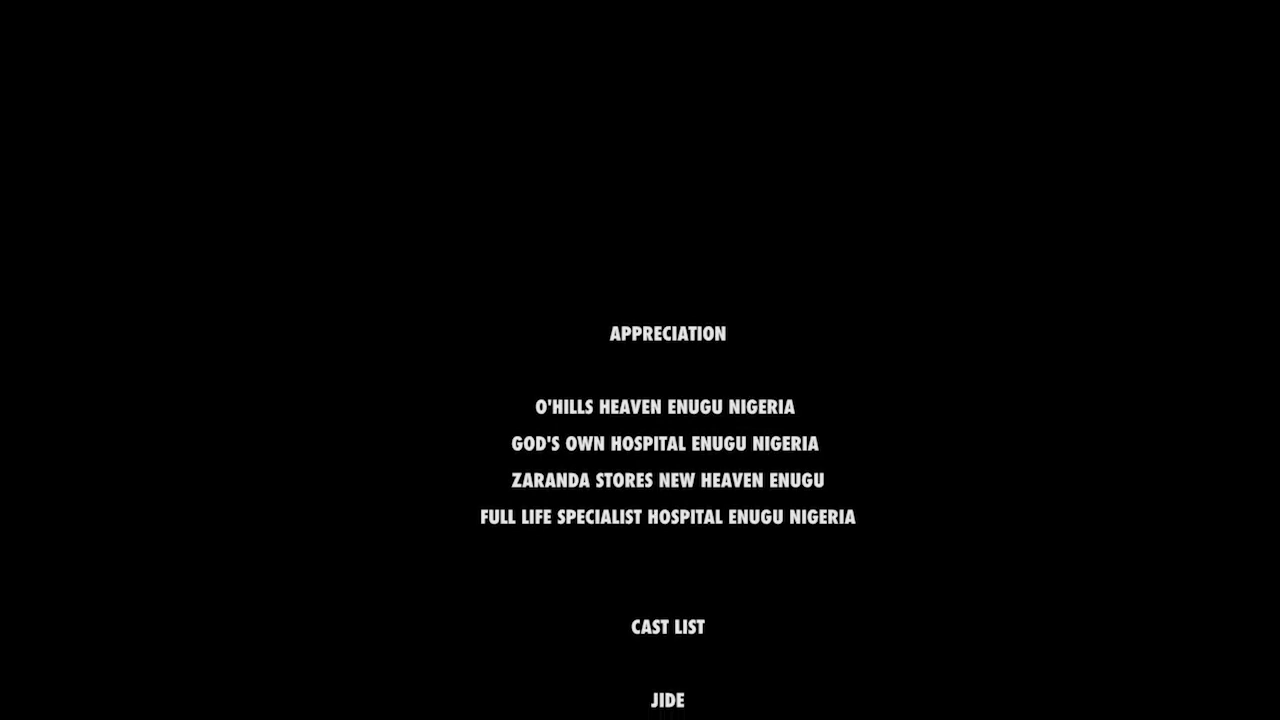 APPRECIATION
O'HILLS HEAVEN ENUGU NIGERIA
GOD'S OWN HOSPITAL ENUGU NIGERIA
ZARANDA STORES NEW HEAVEN ENUGU
FULL LIFE SPECIALIST HOSPITAL ENUGU NIGERIA
CAST LIST
JIDE